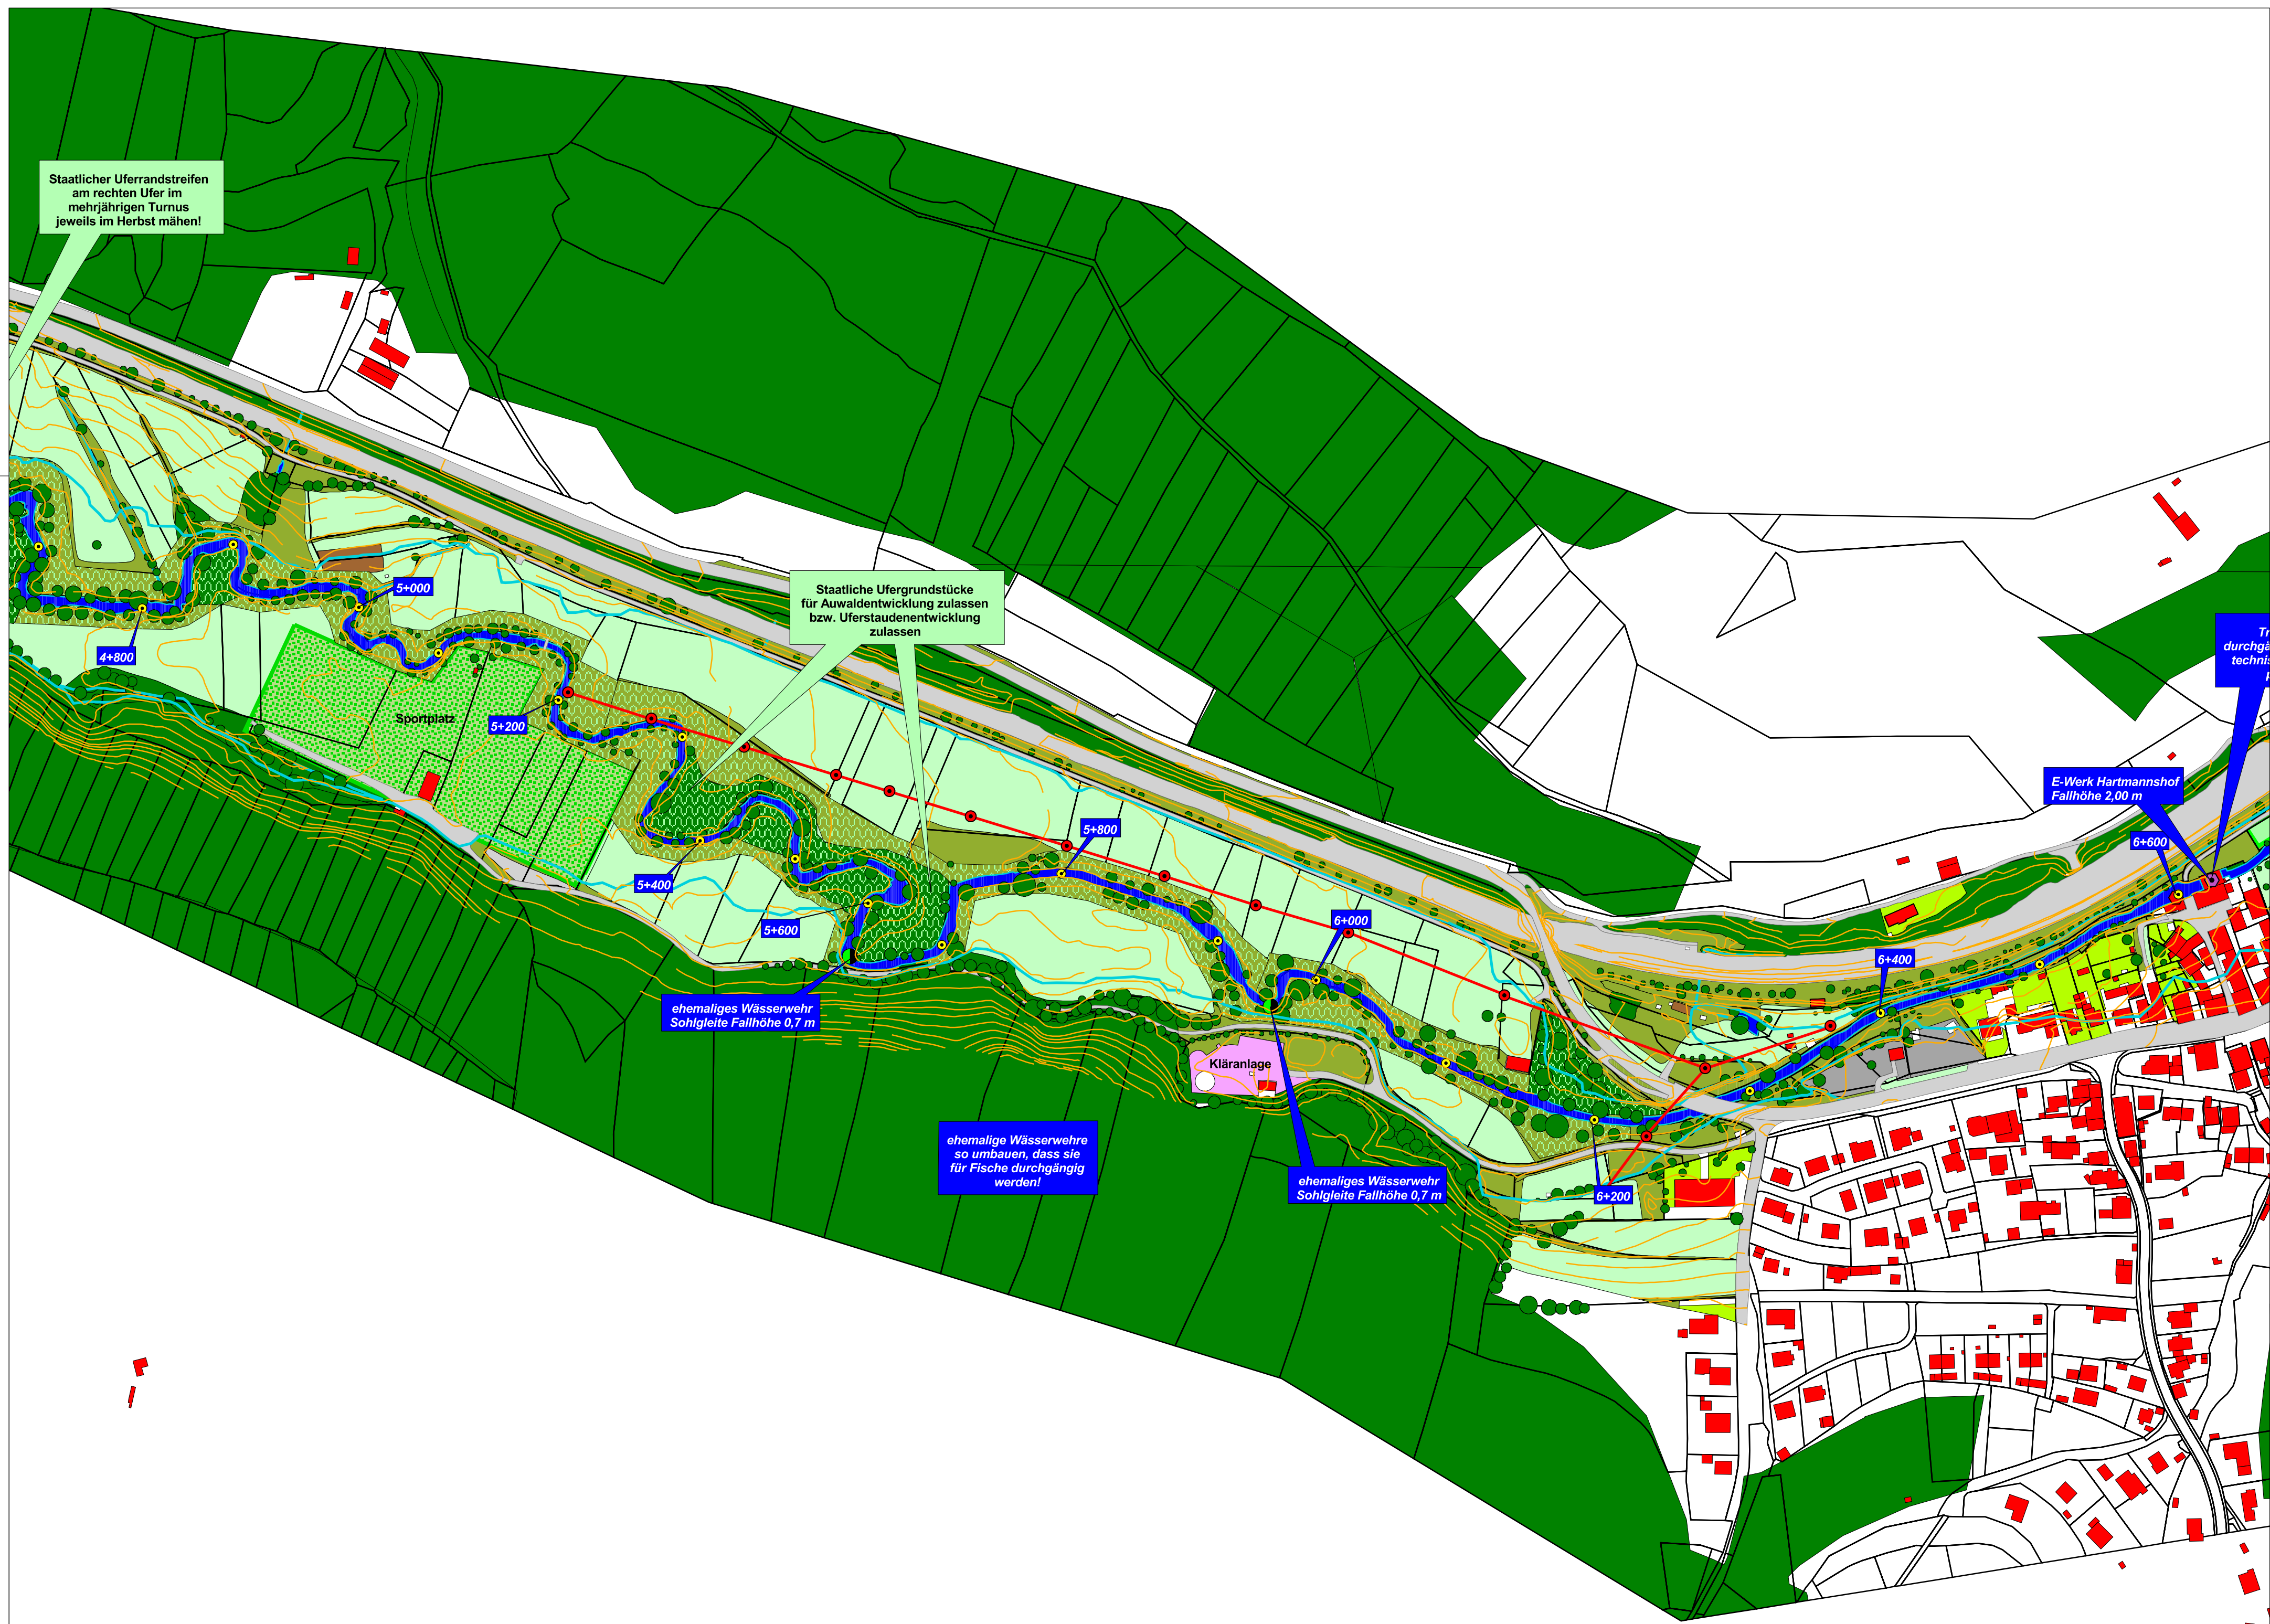 Staatlicher Uferrandstreifen
am rechten Ufer im
mehrjährigen Turnus
jeweils im Herbst mähen!
Staatliche Ufergrundstücke
für Auwaldentwicklung zulassen
bzw. Uferstaudenentwicklung
zulassen
5+000
4+800
Sportplatz
5+200
durchgä
technis
E-Werk Hartmannshof
Fallhöhe 2,00 m
6+600
5+800
5+400
5+600
6+000
6+400
ehemaliges Wässerwehr
Sohlgleite Fallhöhe 0,7 m
Kläranlage
ehemalige Wässerwehre
so umbauen, dass sie
für Fische durchgängig
werden!
ehemaliges Wässerwehr
Sohlgleite Fallhöhe 0,7 m
6+200